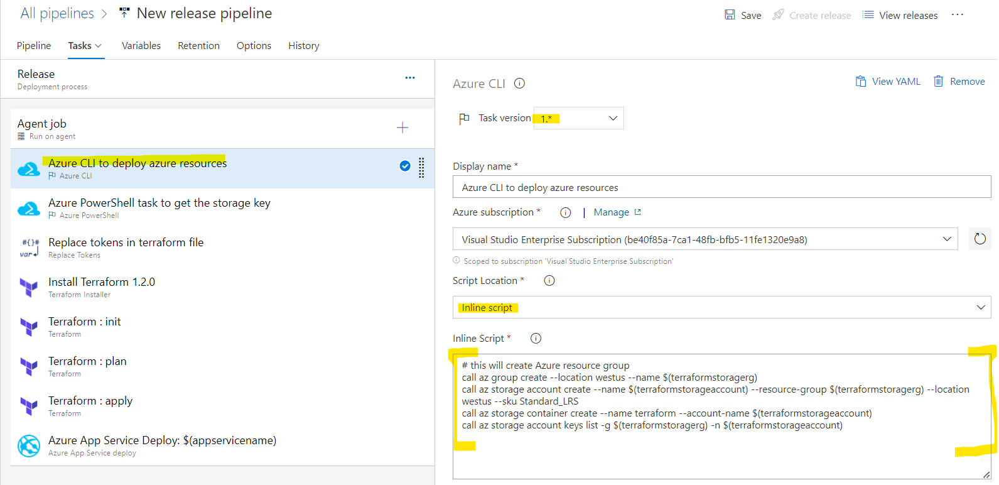 All pipelines > New release pipeline
Save Create release View releases ...
Pipeline Tasks Variables Retention Options History
Release
Deployment process
Agent job
Run on agent
Azure CLI to deploy azure resources
Azure CLI
Azure PowerShell task to get the storage key
Azure PowerShell
#{}#
var
Replace tokens in terraform file
Replace Tokens
Install Terraform 1.2.0
Terraform Installer
Terraform : init
Terraform
Terraform : plan
Terraform
Terraform : apply
Terraform
Azure App Service Deploy: $(appservicename)
Azure App Service deploy
Azure CLI
View YAML Remove
Task version 1.*
Display name *
Azure CLI to deploy azure resources
Azure subscription * | Manage
Visual Studio Enterprise Subscription (be40f85a-7ca1-48fb-bfb5-11fe1320e9a8)
Scoped to subscription 'Visual Studio Enterprise Subscription'
Script Location *
Inline script
Inline Script *
# this will create Azure resource group
call az group create --location westus --name $(terraformstoragerg)
call az storage account create --name $(terraformstorageaccount) --resource-group $(terraformstoragerg) --location
westus --sku Standard_LRS
call az storage container create --name terraform --account-name $(terraformstorageaccount)
call az storage account keys list -g $(terraformstoragerg) -n $(terraformstorageaccount)